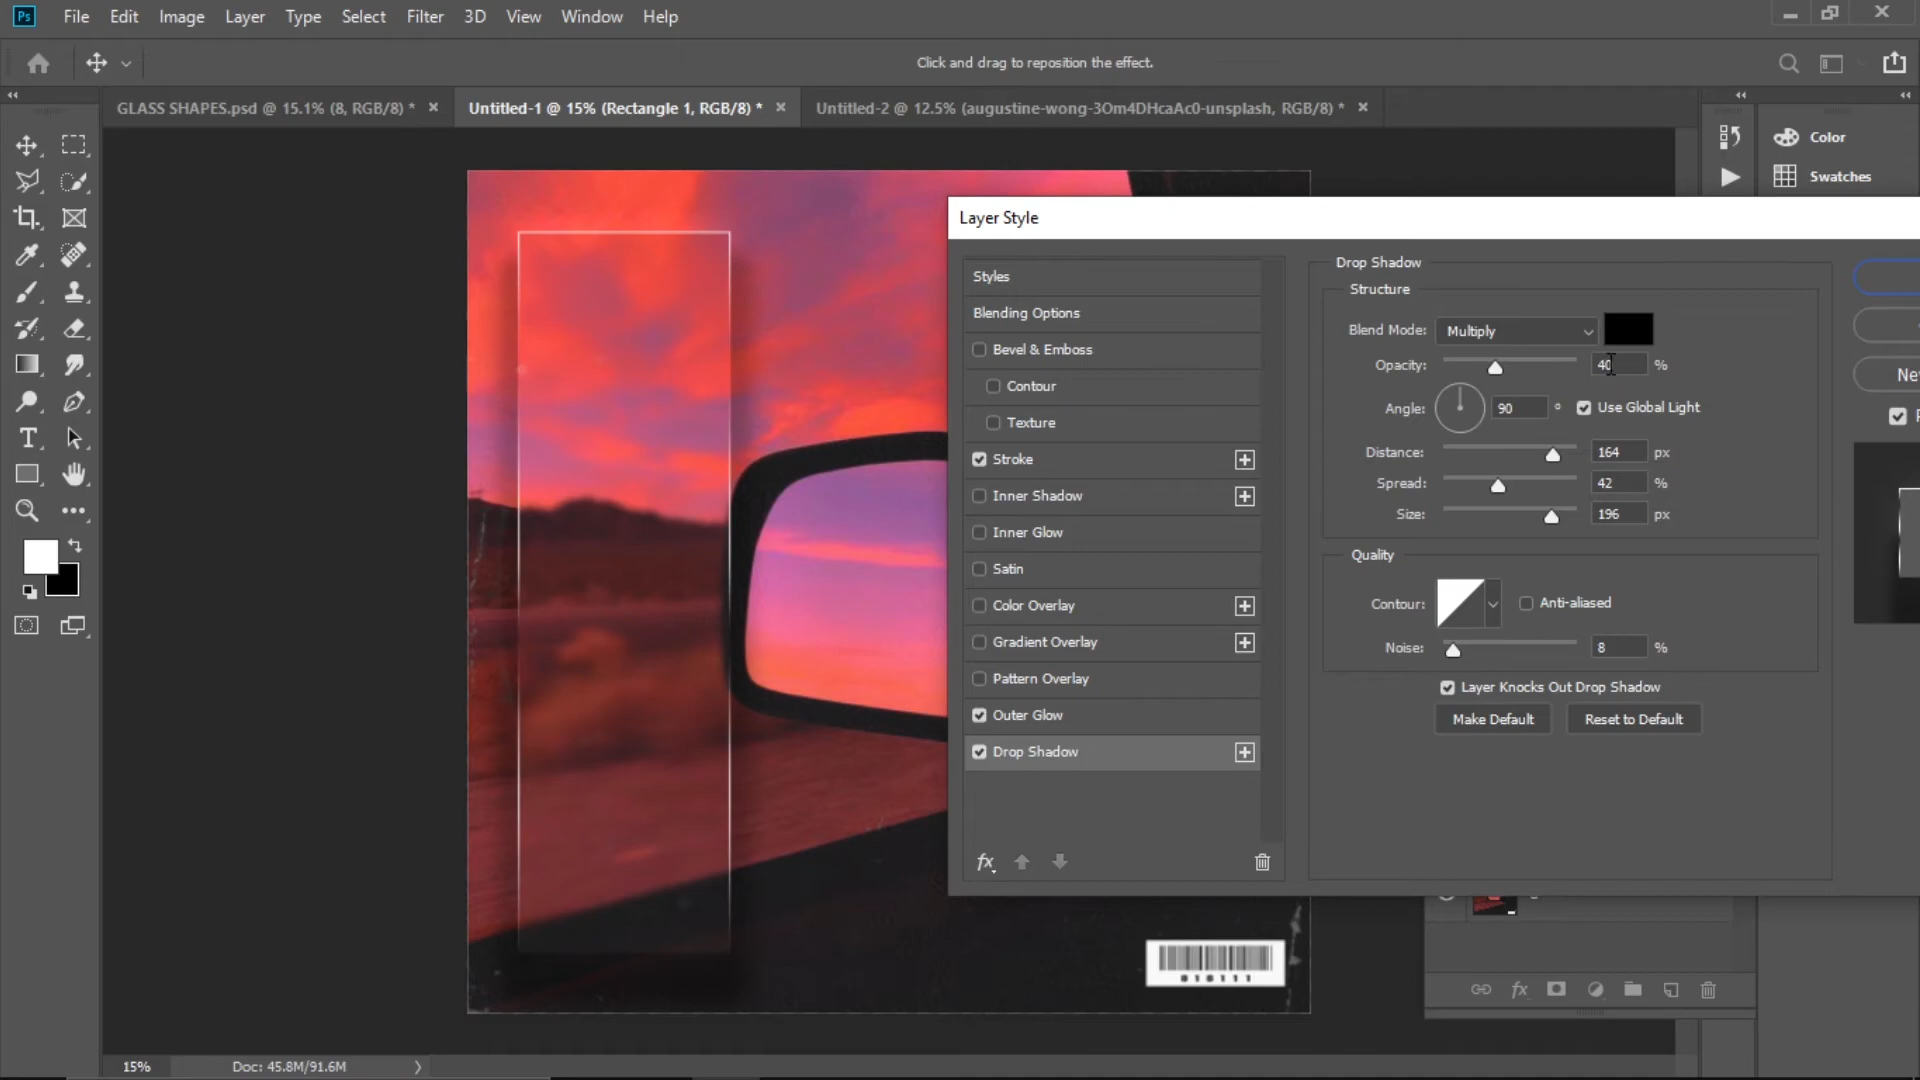 Ps File Edit Image Layer Type Select Filter 3D View Window Help
Click and drag to reposition the effect.
GLASS SHAPES.psd @ 15.1% (8, RGB/8) * × Untitled-1 @ 15% (Rectangle 1, RGB/8) * × Untitled-2 @ 12.5% (augustine-wong-3Om4DHcaAc0-unsplash, RGB/8) * ×
Color
Swatches
Layer Style
Styles
Blending Options
Bevel & Emboss
Contour
Texture
Stroke
Inner Shadow
Inner Glow
Satin
Color Overlay
Gradient Overlay
Pattern Overlay
Outer Glow
Drop Shadow
fx
Drop Shadow
Structure
Blend Mode: Multiply
Opacity: 40 %
Angle: 90 ° Use Global Light
Distance: 164 px
Spread: 42 %
Size: 196 px
Quality
Contour: Anti-aliased
Noise: 8 %
Layer Knocks Out Drop Shadow
Make Default Reset to Default
T
fx
15% Doc: 45.8M/91.6M